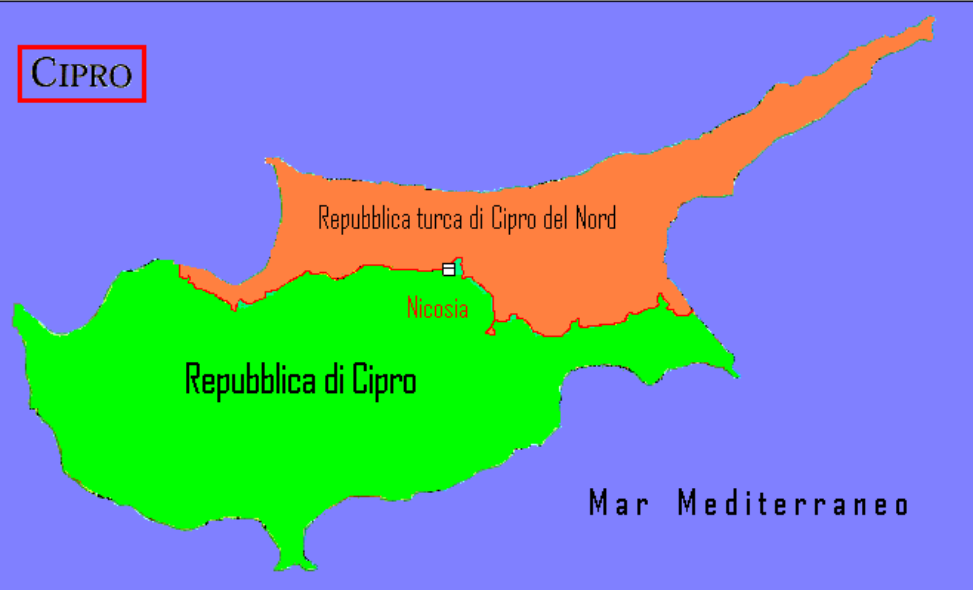 CIPRO
Repubblica turca di Cipro del Nord
Nicosia
Repubblica di Cipro
Mar Mediterraneo